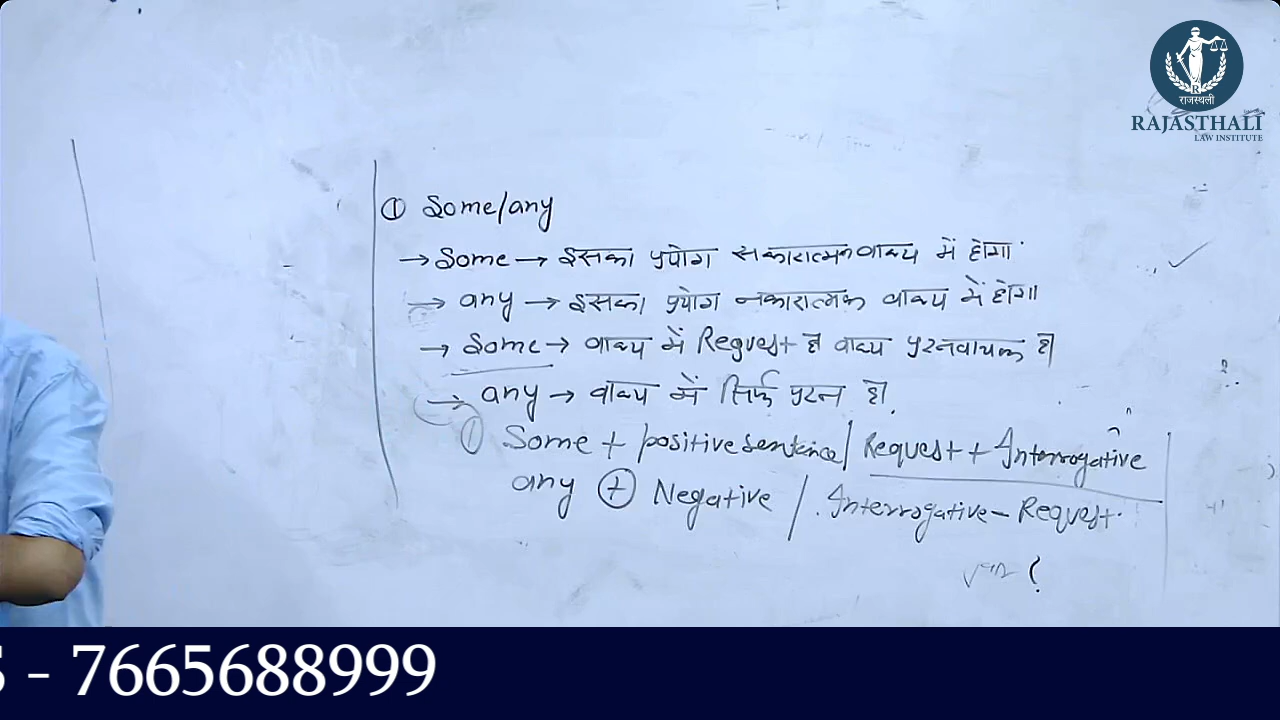 राजस्थली
RAJASTHALI
LAW INSTITUTE
① Some/any
→ Some → इसका प्रयोग सकारात्मक वाक्य में होगा
→ any → इसका प्रयोग नकारात्मक वाक्य में होगा
→ Some → वाक्य में Request हो वाक्य प्रश्नवाचक हो
→ any → वाक्य में सिर्फ प्रश्न हो.
① Some + positive sentence / Request + Interrogative
any + Negative / Interrogative – Request.
- 7665688999